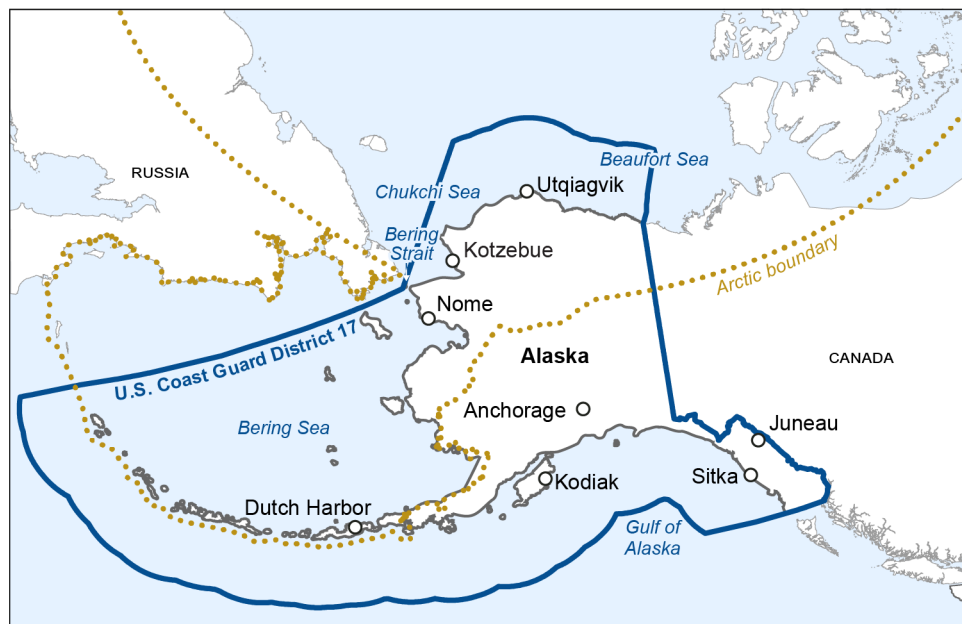 RUSSIA
Chukchi Sea
Beaufort Sea
Utqiagvik
Bering
Strait
Kotzebue
Arctic boundary
Nome
U.S. Coast Guard District 17
Alaska
CANADA
Anchorage
Bering Sea
Juneau
Sitka
Kodiak
Dutch Harbor
Gulf of
Alaska